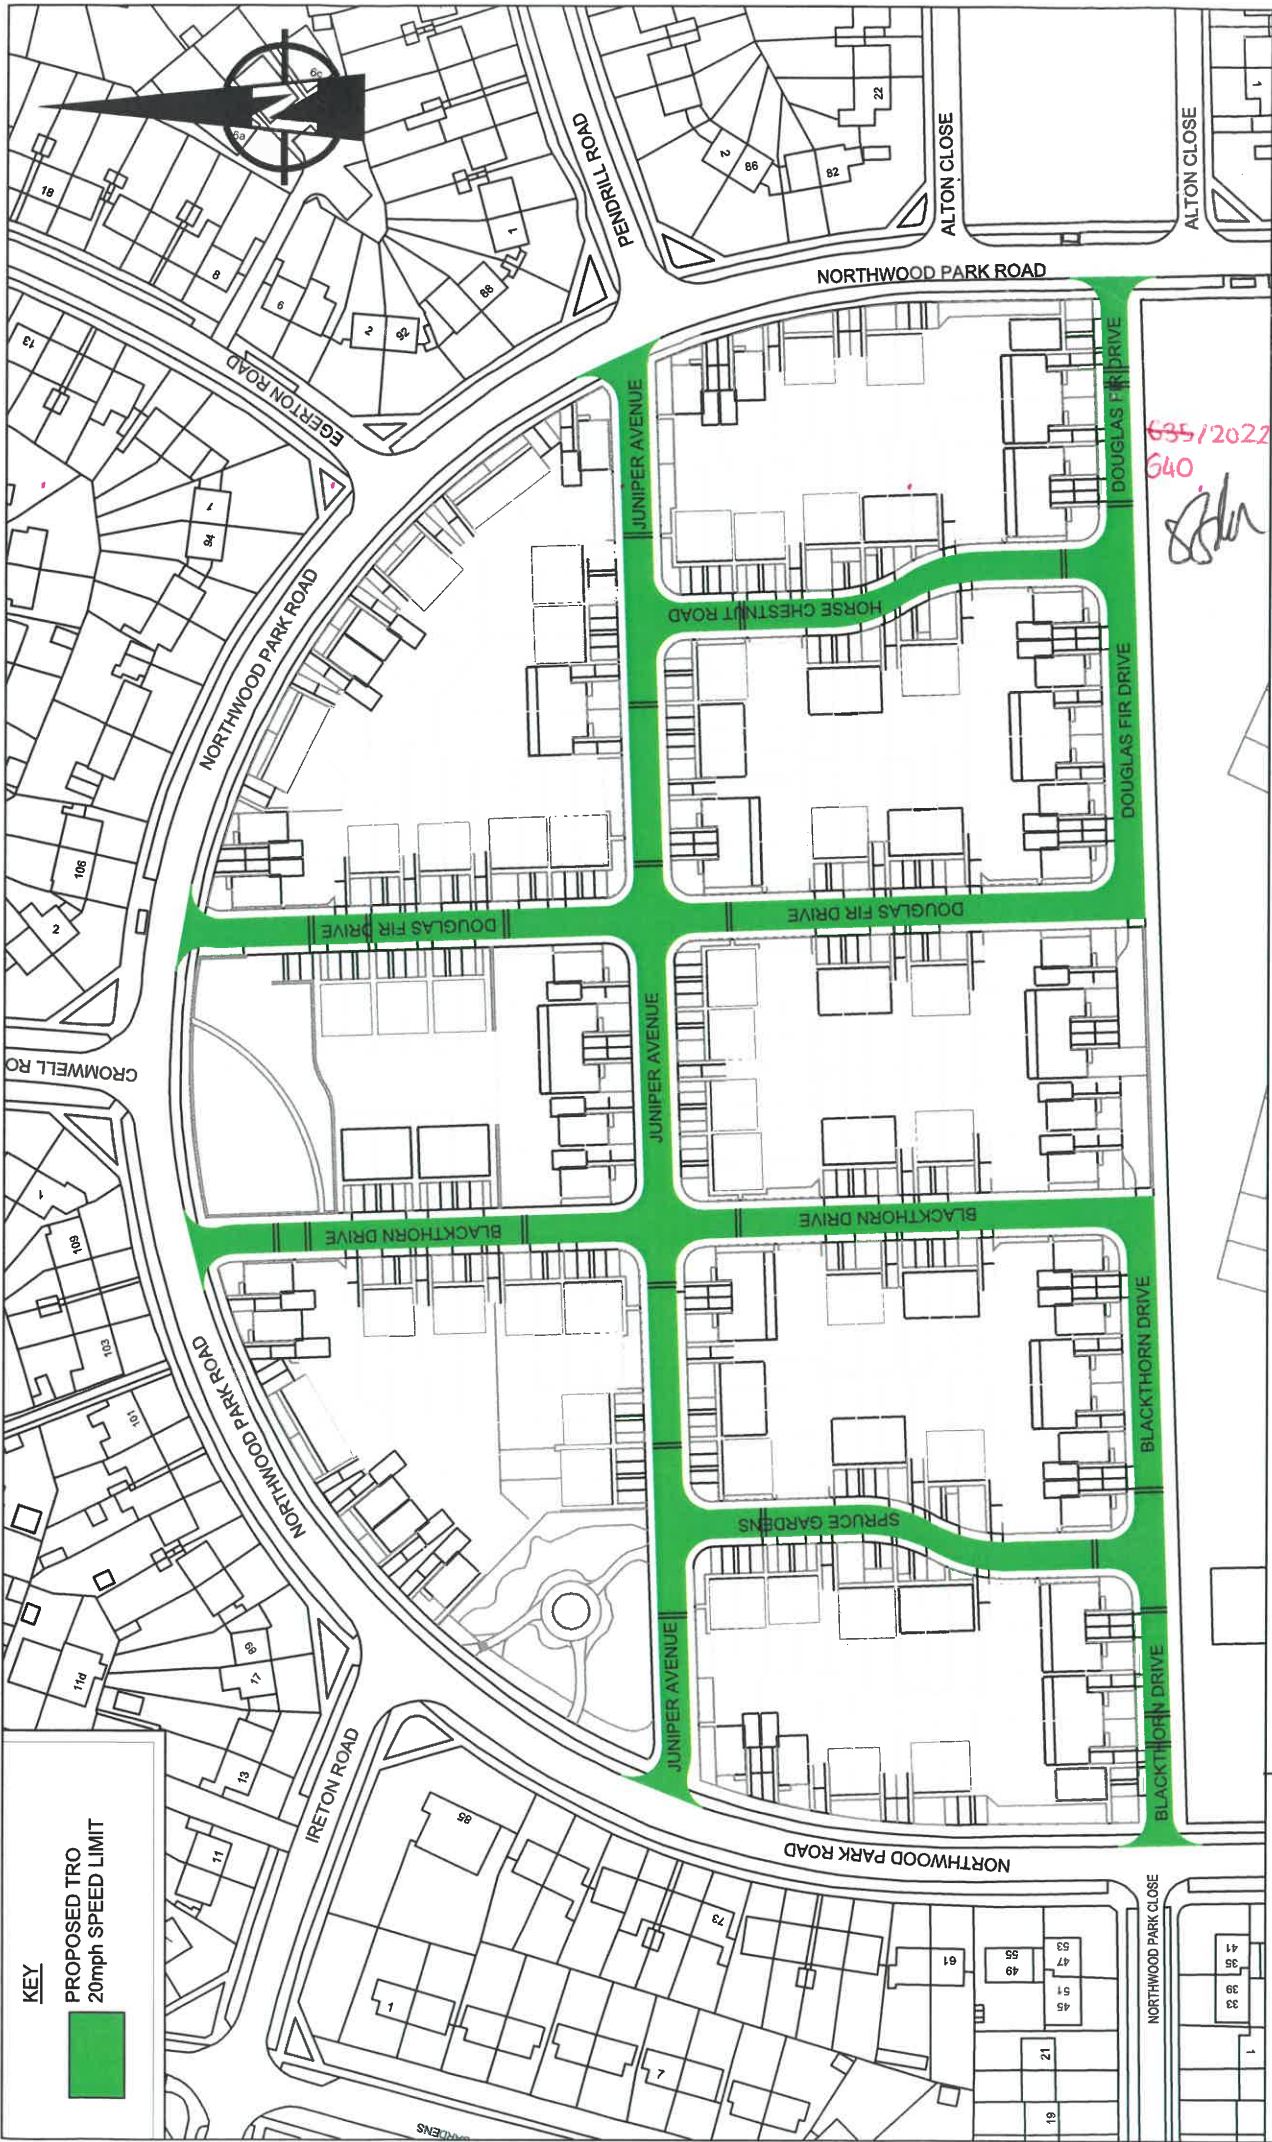 KEY
PROPOSED TRO
20mph SPEED LIMIT
N
6c
6a
18
8
6
2
92
88
1
PENDRILL ROAD
2
86
82
22
ALTON CLOSE
ALTON CLOSE
1
NORTHWOOD PARK ROAD
13
EGERTON ROAD
1
94
NORTHWOOD PARK ROAD
106
2
CROMWELL RO
1
109
103
101
NORTHWOOD PARK ROAD
11d
89
17
13
11
IRETON ROAD
85
1
7
73
61
NORTHWOOD PARK ROAD
55
49
53
47
51
45
21
19
NORTHWOOD PARK CLOSE
41
35
39
33
1
JUNIPER AVENUE
JUNIPER AVENUE
JUNIPER AVENUE
HORSE CHESTNUT ROAD
DOUGLAS FIR DRIVE
DOUGLAS FIR DRIVE
DOUGLAS FIR DRIVE
DOUGLAS FIR DRIVE
BLACKTHORN DRIVE
BLACKTHORN DRIVE
BLACKTHORN DRIVE
BLACKTHORN DRIVE
SPRUCE GARDENS
635/2022
640